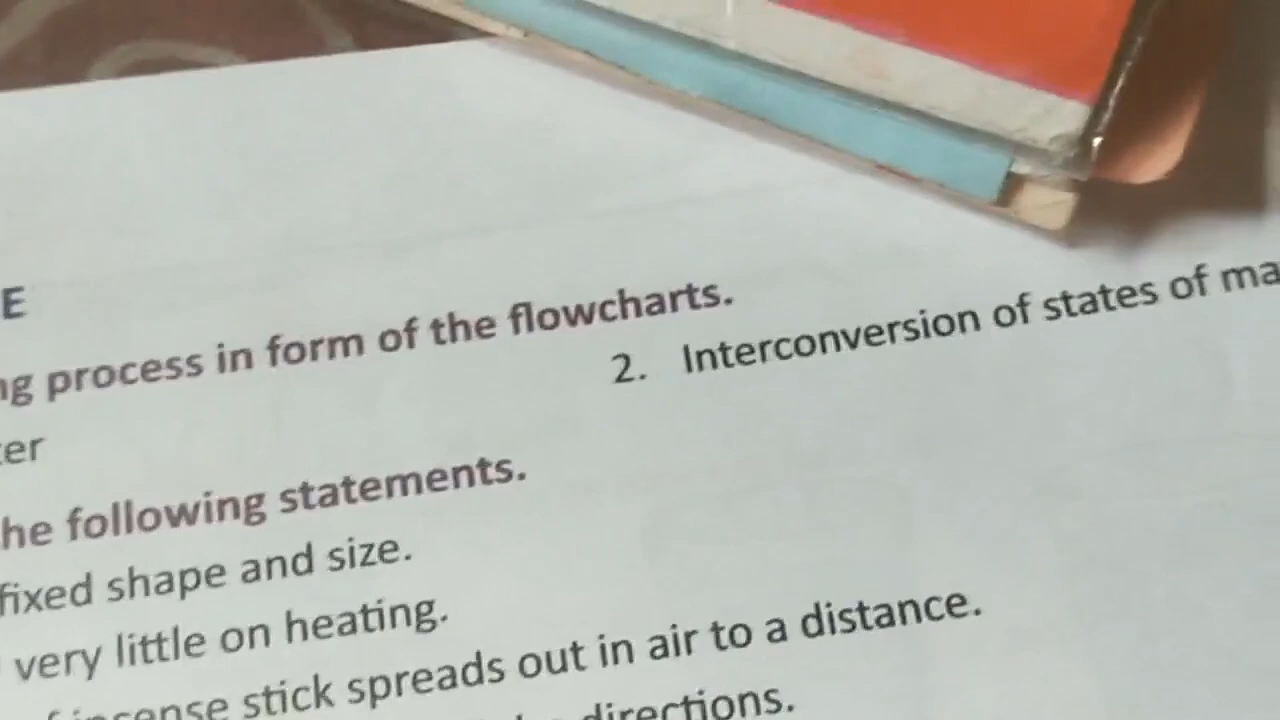 E
ng process in form of the flowcharts.
2. Interconversion of states of ma
ter
he following statements.
fixed shape and size.
very little on heating.
incense stick spreads out in air to a distance.
directions.